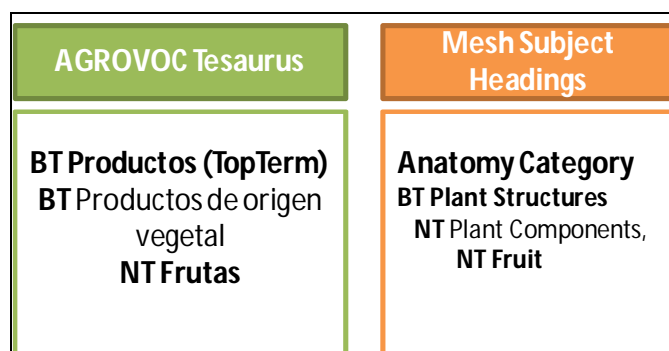 AGROVOC Tesaurus
BT Productos (TopTerm)
BT Productos de origen
vegetal
NT Frutas
Mesh Subject
Headings
Anatomy Category
BT Plant Structures
NT Plant Components,
NT Fruit